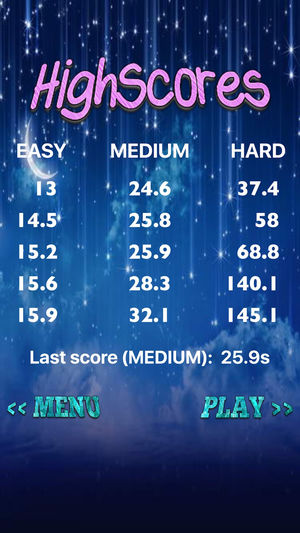 HighScores
EASY MEDIUM HARD
13 24.6 37.4
14.5 25.8 58
15.2 25.9 68.8
15.6 28.3 140.1
15.9 32.1 145.1
Last score (MEDIUM): 25.9s
<< MENU PLAY >>